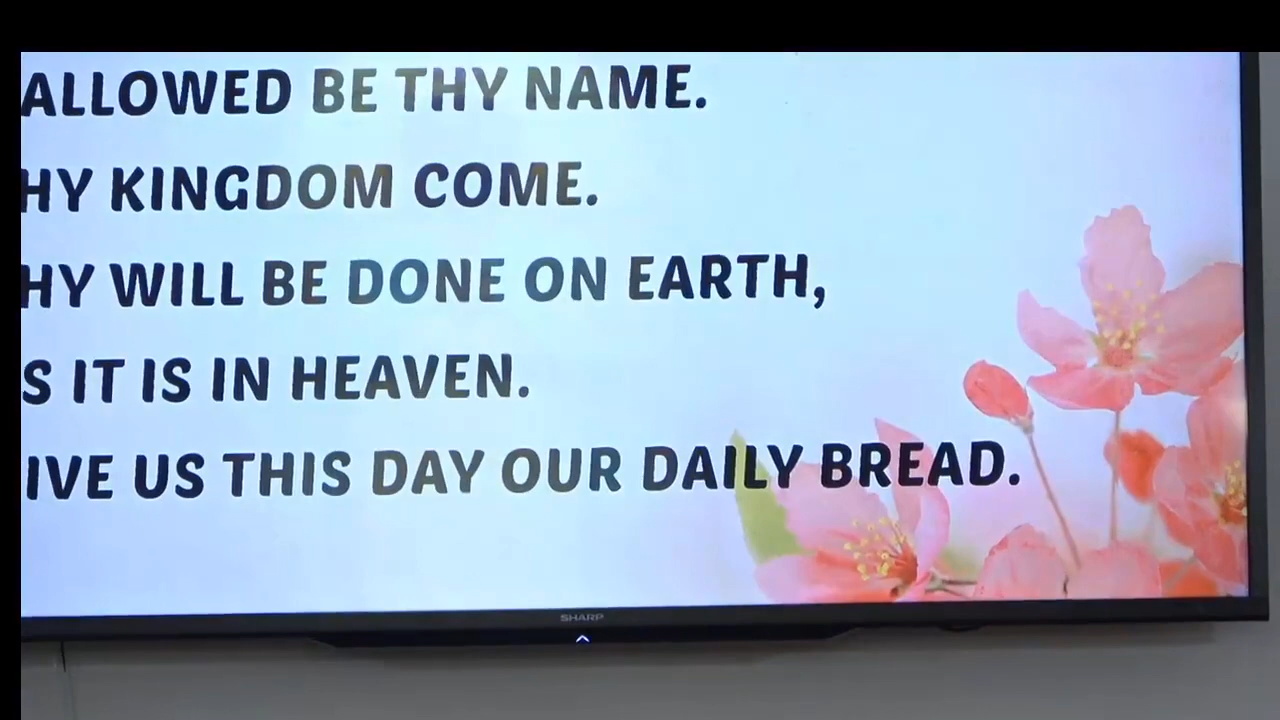 ALLOWED BE THY NAME.
HY KINGDOM COME.
HY WILL BE DONE ON EARTH,
S IT IS IN HEAVEN.
IVE US THIS DAY OUR DAILY BREAD.
SHARP